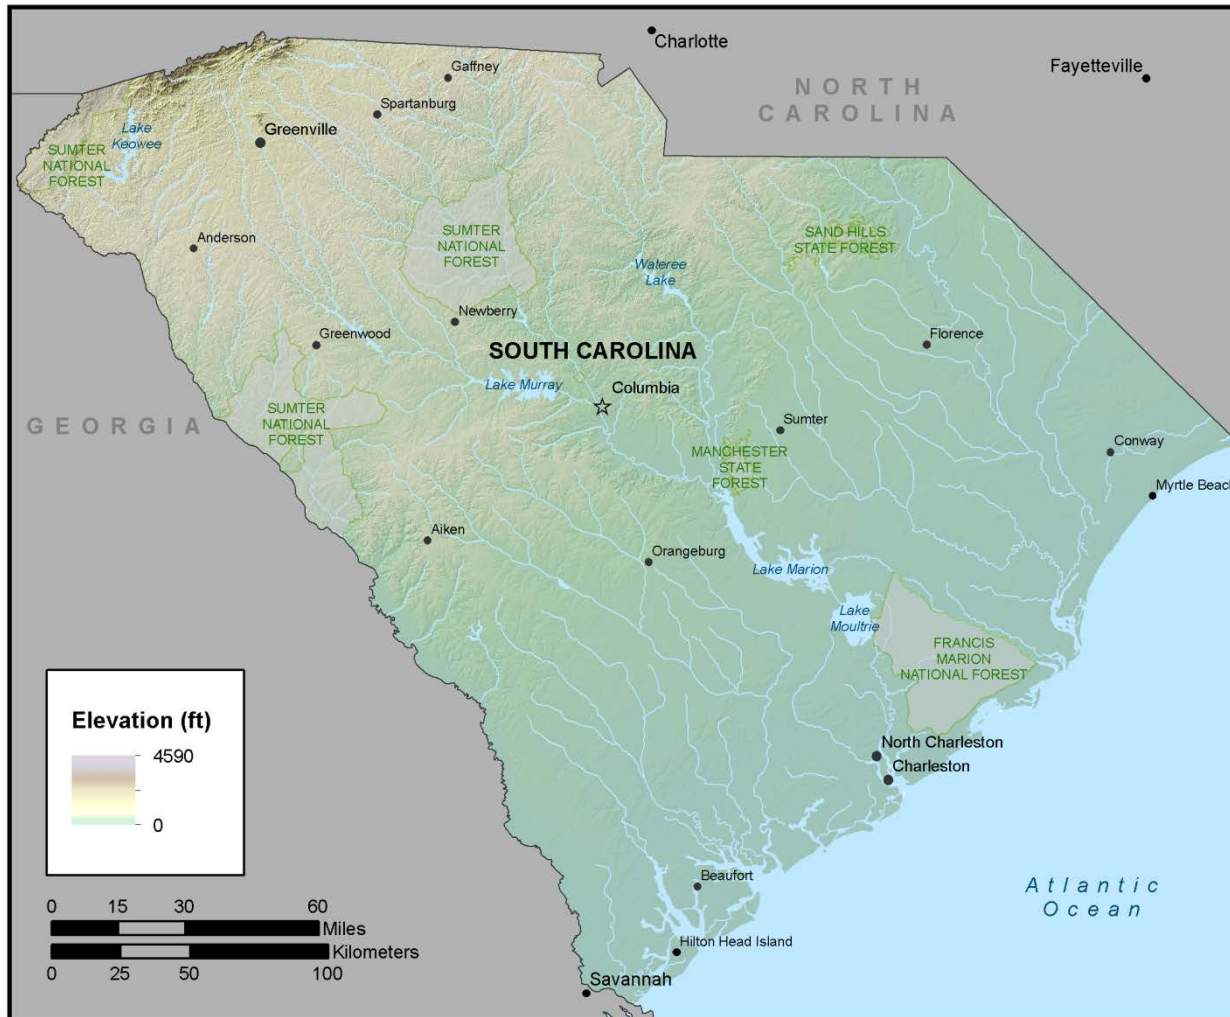 Charlotte
Fayetteville
NORTH
CAROLINA
Gaffney
Spartanburg
Greenville
Lake
Keowee
SUMTER
NATIONAL
FOREST
Anderson
SUMTER
NATIONAL
FOREST
SAND HILLS
STATE FOREST
Wateree
Lake
Newberry
Greenwood
Florence
SOUTH CAROLINA
Lake Murray
Columbia
GEORGIA
SUMTER
NATIONAL
FOREST
Sumter
MANCHESTER
STATE
FOREST
Conway
Myrtle Beach
Aiken
Orangeburg
Lake Marion
Lake
Moultrie
FRANCIS
MARION
NATIONAL FOREST
North Charleston
Charleston
Elevation (ft)
4590
0
Beaufort
Atlantic
Ocean
Hilton Head Island
Savannah
0 15 30 60
Miles
Kilometers
0 25 50 100